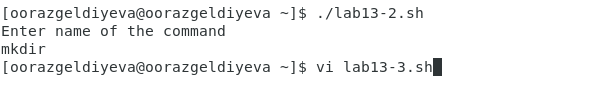 [oorazgeldiyeva@oorazgeldiyeva ~]$ ./lab13-2.sh
Enter name of the command
mkdir
[oorazgeldiyeva@oorazgeldiyeva ~]$ vi lab13-3.sh